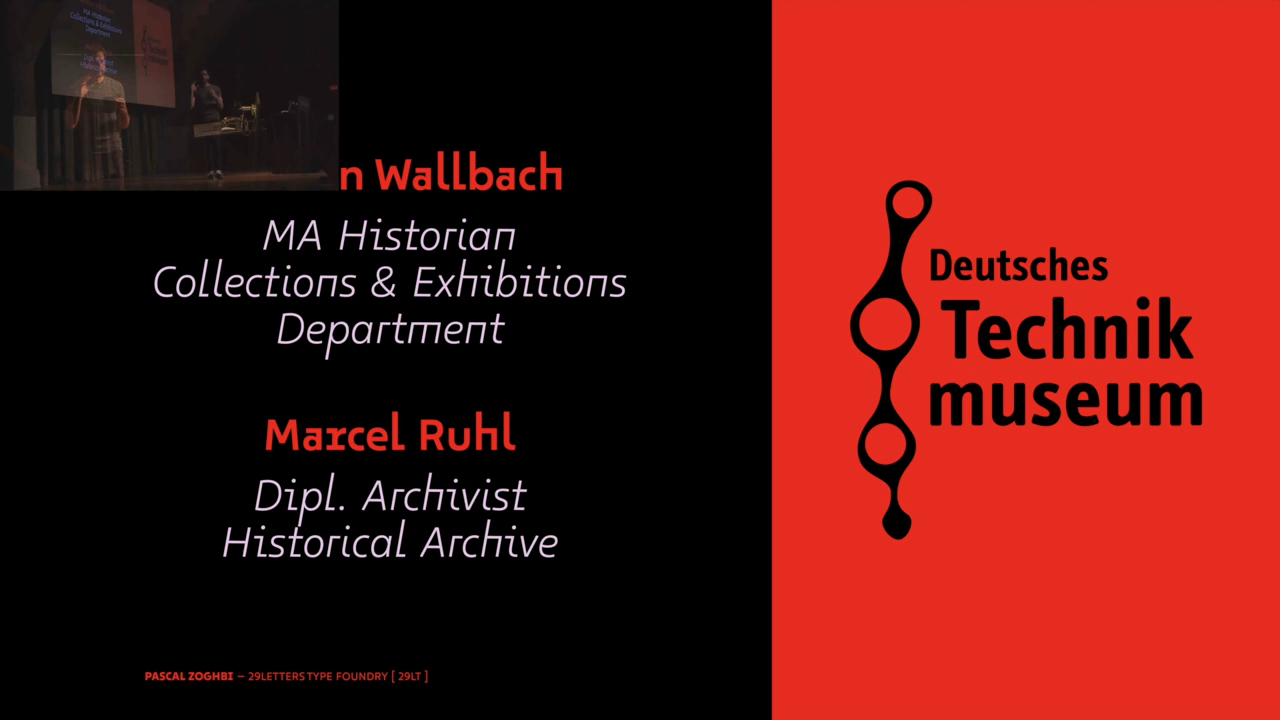 n Wallbach
MA Historian
Collections & Exhibitions
Department
Marcel Ruhl
Dipl. Archivist
Historical Archive
PASCAL ZOGHBI – 29LETTERS TYPE FOUNDRY [ 29LT ]
Deutsches
Technik
museum